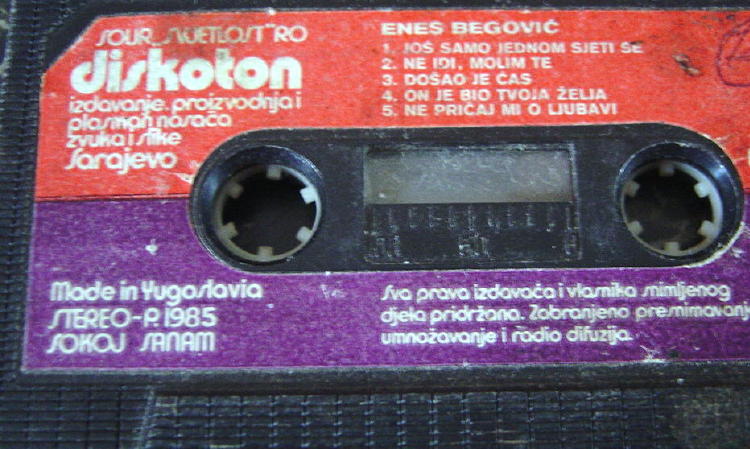 SOUR "SVJETLOST" RO
diskoton
izdavanje, proizvodnja i
plasman nosača
zvuka i slike
Sarajevo
ENES BEGOVIĆ
1. JOŠ SAMO JEDNOM SJETI SE
2. NE IDI, MOLIM TE
3. DOŠAO JE ČAS
4. ON JE BIO TVOJA ŽELJA
5. NE PRIČAJ MI O LJUBAVI
Made in Yugoslavia
STEREO-P. 1985
SOKOJ SANAM
Sva prava izdavača i vlasnika snimljenog
djela pridržana. Zabranjeno presnimavanj
umnožavanje i radio difuzija.